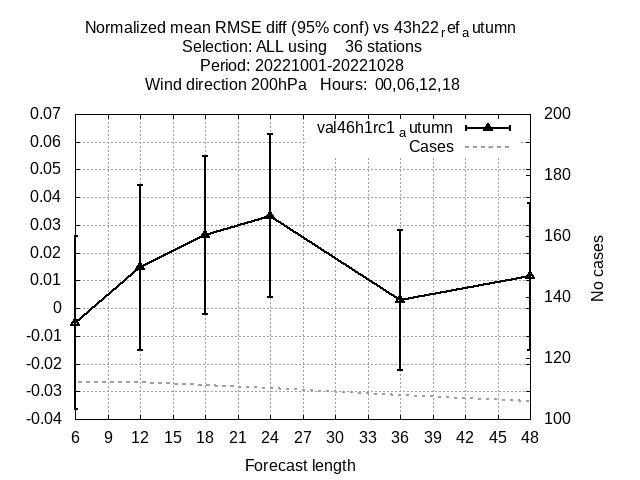 Normalized mean RMSE diff (95% conf) vs 43h22refautumn
Selection: ALL using 36 stations
Period: 20221001-20221028
Wind direction 200hPa Hours: 00,06,12,18
val46h1rc1autumn
Cases
0.07
0.06
0.05
0.04
0.03
0.02
0.01
0
-0.01
-0.02
-0.03
-0.04
200
180
160
140
120
100
No cases
6 9 12 15 18 21 24 27 30 33 36 39 42 45 48
Forecast length